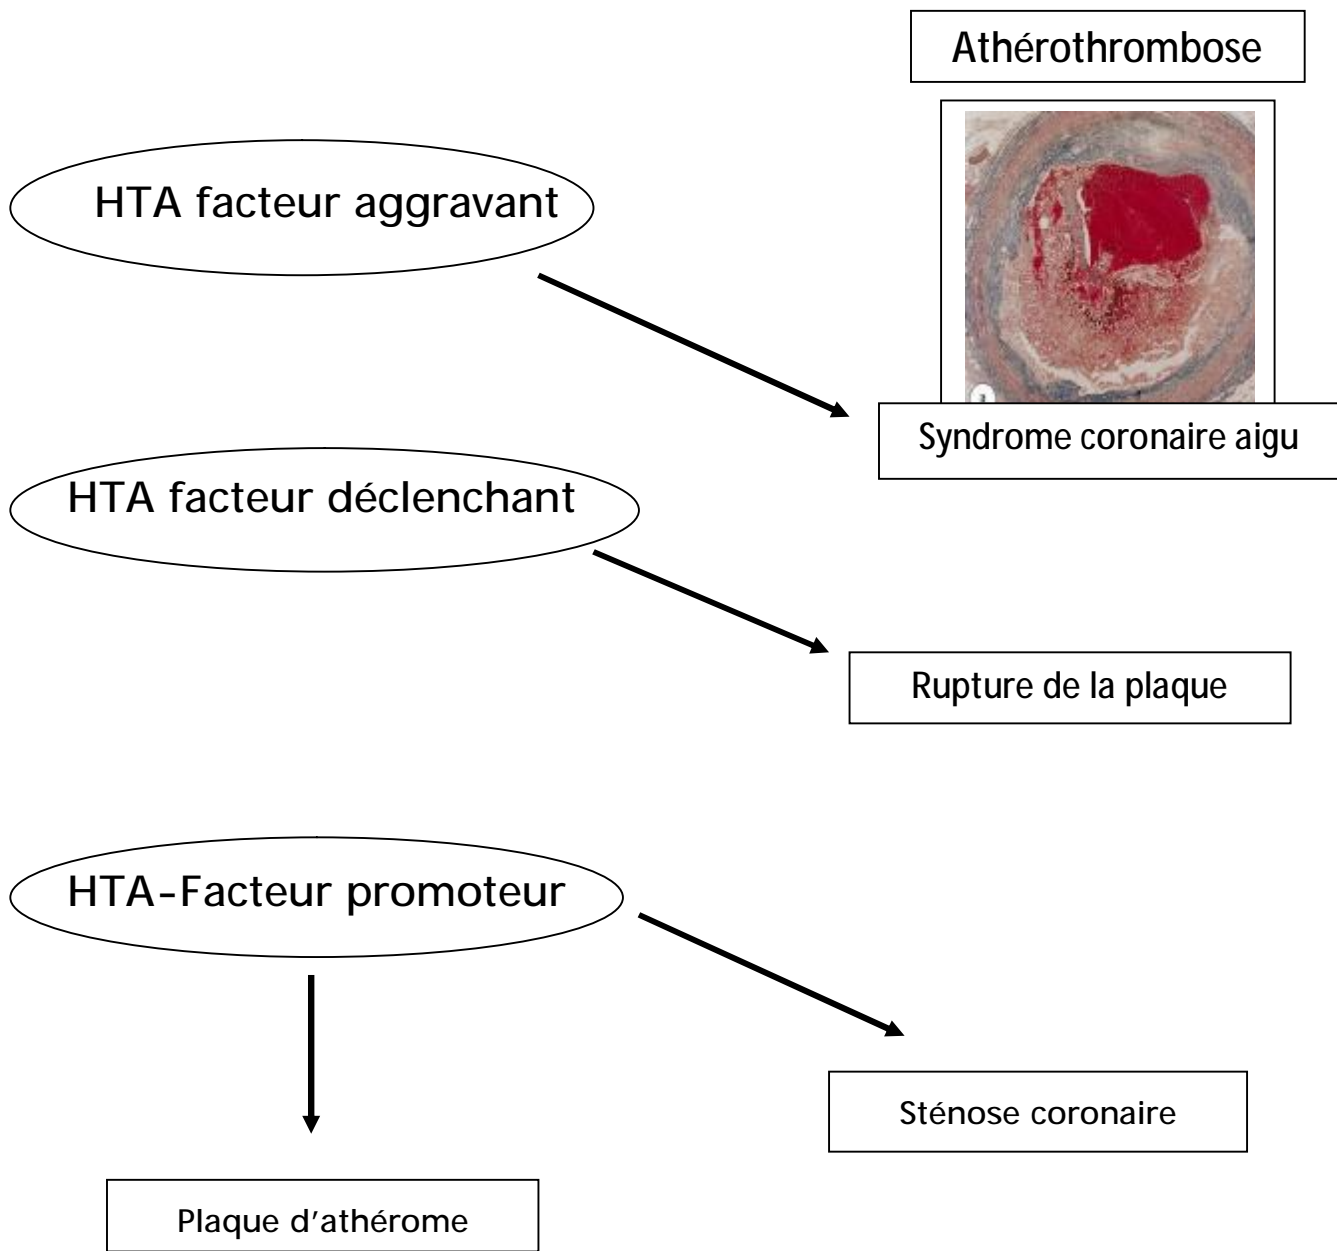 Athérothrombose
HTA facteur aggravant
Syndrome coronaire aigu
HTA facteur déclenchant
Rupture de la plaque
HTA-Facteur promoteur
Sténose coronaire
Plaque d'athérome